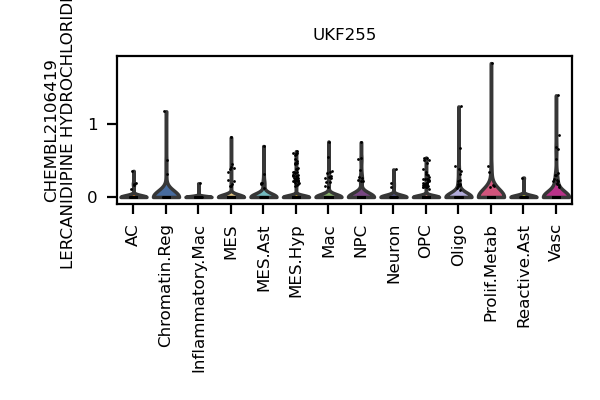 UKF255
CHEMBL2106419
LERCANIDIPINE HYDROCHLORID
1
0
AC
Chromatin.Reg
Inflammatory.Mac
MES
MES.Ast
MES.Hyp
Mac
NPC
Neuron
OPC
Oligo
Prolif.Metab
Reactive.Ast
Vasc